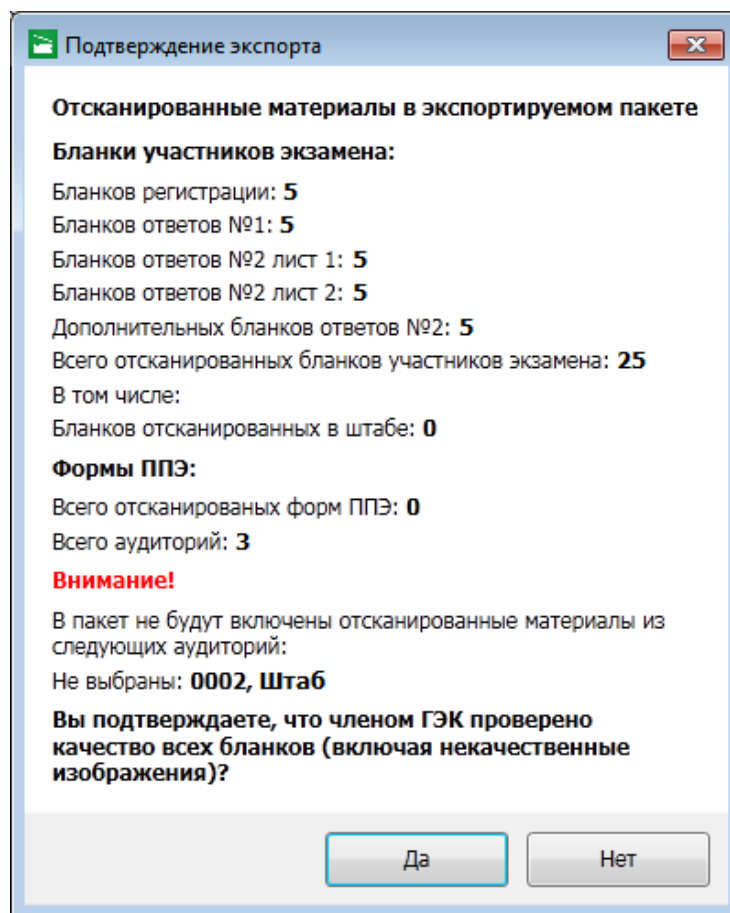 Подтверждение экспорта
Отсканированные материалы в экспортируемом пакете
Бланки участников экзамена:
Бланков регистрации: 5
Бланков ответов №1: 5
Бланков ответов №2 лист 1: 5
Бланков ответов №2 лист 2: 5
Дополнительных бланков ответов №2: 5
Всего отсканированных бланков участников экзамена: 25
В том числе:
Бланков отсканированных в штабе: 0
Формы ППЭ:
Всего отсканированых форм ППЭ: 0
Всего аудиторий: 3
Внимание!
В пакет не будут включены отсканированные материалы из
следующих аудиторий:
Не выбраны: 0002, Штаб
Вы подтверждаете, что членом ГЭК проверено
качество всех бланков (включая некачественные
изображения)?
Да
Нет